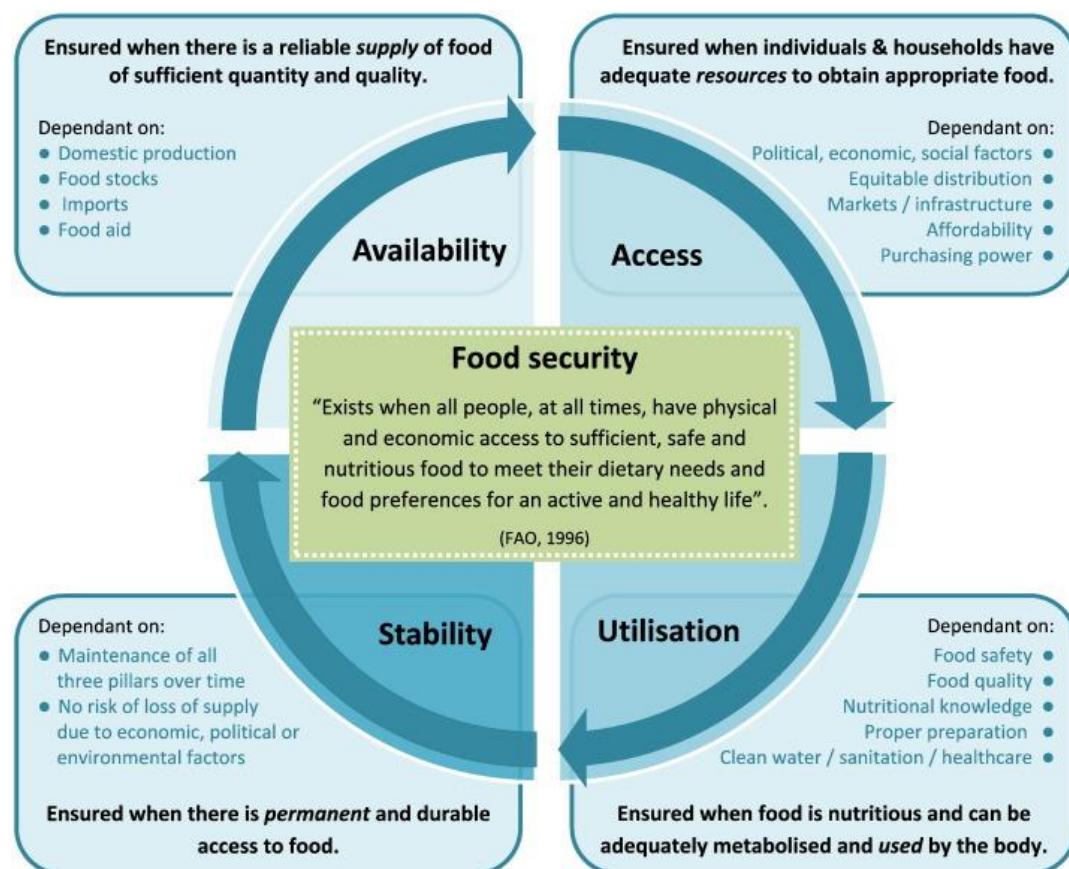 Ensured when there is a reliable supply of food
of sufficient quantity and quality.
Dependant on:
● Domestic production
● Food stocks
● Imports
● Food aid
Availability
Ensured when individuals & households have
adequate resources to obtain appropriate food.
Dependant on:
Political, economic, social factors ●
Equitable distribution ●
Markets / infrastructure ●
Affordability ●
Purchasing power ●
Access
Food security
“Exists when all people, at all times, have physical
and economic access to sufficient, safe and
nutritious food to meet their dietary needs and
food preferences for an active and healthy life”.
(FAO, 1996)
Stability
Dependant on:
● Maintenance of all
three pillars over time
● No risk of loss of supply
due to economic, political or
environmental factors
Ensured when there is permanent and durable
access to food.
Utilisation
Dependant on:
Food safety ●
Food quality ●
Nutritional knowledge ●
Proper preparation ●
Clean water / sanitation / healthcare ●
Ensured when food is nutritious and can be
adequately metabolised and used by the body.